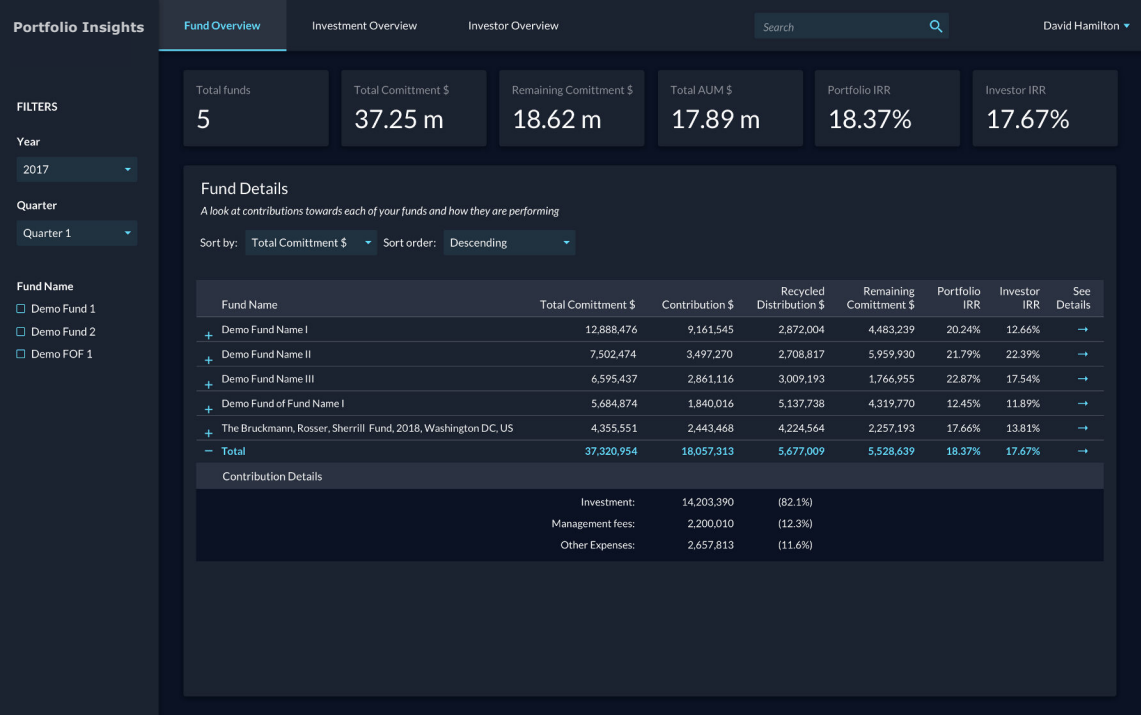 Portfolio Insights
Fund Overview Investment Overview Investor Overview Search David Hamilton
FILTERS
Year
2017
Quarter
Quarter 1
Fund Name
Demo Fund 1
Demo Fund 2
Demo FOF 1
Total funds
5
Total Comittment $
37.25 m
Remaining Comittment $
18.62 m
Total AUM $
17.89 m
Portfolio IRR
18.37%
Investor IRR
17.67%
Fund Details
A look at contributions towards each of your funds and how they are performing
Sort by: Total Comittment $ Sort order: Descending
Fund Name Total Comittment $ Contribution $ Recycled Distribution $ Remaining Comittment $ Portfolio IRR Investor IRR See Details
+ Demo Fund Name I 12,888,476 9,161,545 2,872,004 4,483,239 20.24% 12.66% →
+ Demo Fund Name II 7,502,474 3,497,270 2,708,817 5,959,930 21.79% 22.39% →
+ Demo Fund Name III 6,595,437 2,861,116 3,009,193 1,766,955 22.87% 17.54% →
+ Demo Fund of Fund Name I 5,684,874 1,840,016 5,137,738 4,319,770 12.45% 11.89% →
+ The Bruckmann, Rosser, Sherrill Fund, 2018, Washington DC, US 4,355,551 2,443,468 4,224,564 2,257,193 17.66% 13.81% →
− Total 37,320,954 18,057,313 5,677,009 5,528,639 18.37% 17.67% →
Contribution Details
Investment: 14,203,390 (82.1%)
Management fees: 2,200,010 (12.3%)
Other Expenses: 2,657,813 (11.6%)